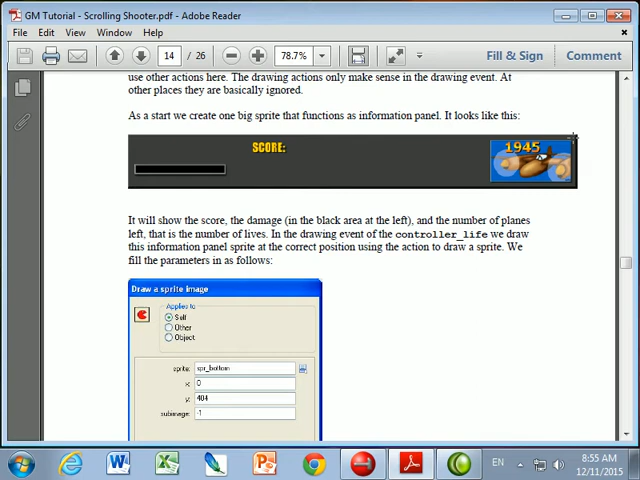 GM Tutorial - Scrolling Shooter.pdf - Adobe Reader
File Edit View Window Help
14 / 26 78.7% Fill & Sign Comment
use other actions here. The drawing actions only make sense in the drawing event. At
other places they are basically ignored.
As a start we create one big sprite that functions as information panel. It looks like this:
SCORE:
1945
It will show the score, the damage (in the black area at the left), and the number of planes
left, that is the number of lives. In the drawing event of the controller_life we draw
this information panel sprite at the correct position using the action to draw a sprite. We
fill the parameters in as follows:
Draw a sprite image
Applies to
Self
Other
Object
sprite: spr_bottom
x: 0
y: 404
subimage: -1
EN 8:55 AM
12/11/2015